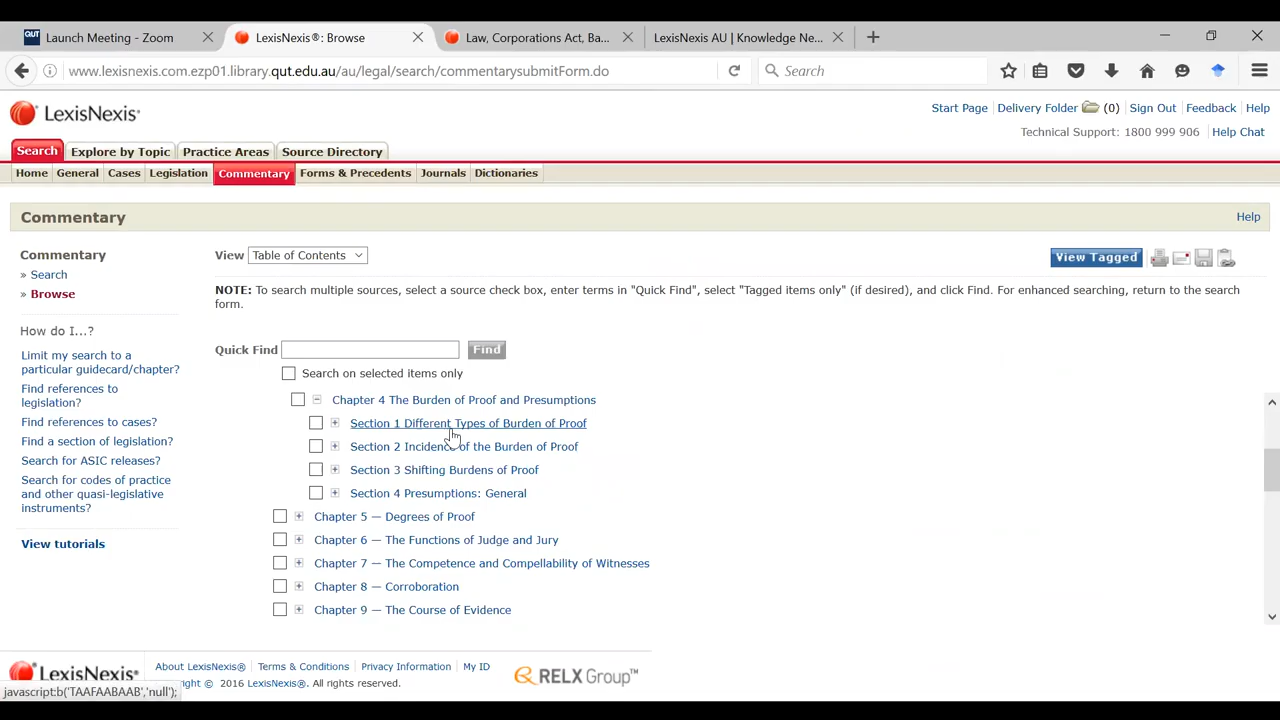 QUT Launch Meeting - Zoom
LexisNexis®: Browse
Law, Corporations Act, Ba...
LexisNexis AU | Knowledge Ne...
www.lexisnexis.com.ezp01.library.qut.edu.au/au/legal/search/commentarysubmitForm.do
Search
LexisNexis®
Start Page Delivery Folder (0) Sign Out Feedback Help
Technical Support: 1800 999 906 Help Chat
Search Explore by Topic Practice Areas Source Directory
Home General Cases Legislation Commentary Forms & Precedents Journals Dictionaries
Commentary
Help
Commentary
» Search
» Browse
How do I...?
Limit my search to a
particular guidecard/chapter?
Find references to
legislation?
Find references to cases?
Find a section of legislation?
Search for ASIC releases?
Search for codes of practice
and other quasi-legislative
instruments?
View tutorials
View Table of Contents
View Tagged
NOTE: To search multiple sources, select a source check box, enter terms in "Quick Find", select "Tagged items only" (if desired), and click Find. For enhanced searching, return to the search
form.
Quick Find Find
Search on selected items only
Chapter 4 The Burden of Proof and Presumptions
Section 1 Different Types of Burden of Proof
Section 2 Incidence of the Burden of Proof
Section 3 Shifting Burdens of Proof
Section 4 Presumptions: General
Chapter 5 — Degrees of Proof
Chapter 6 — The Functions of Judge and Jury
Chapter 7 — The Competence and Compellability of Witnesses
Chapter 8 — Corroboration
Chapter 9 — The Course of Evidence
LexisNexis®
About LexisNexis® | Terms & Conditions | Privacy Information | My ID
ght © 2016 LexisNexis®. All rights reserved.
RELX Group™
javascript:b('TAAFAABAAB','null');